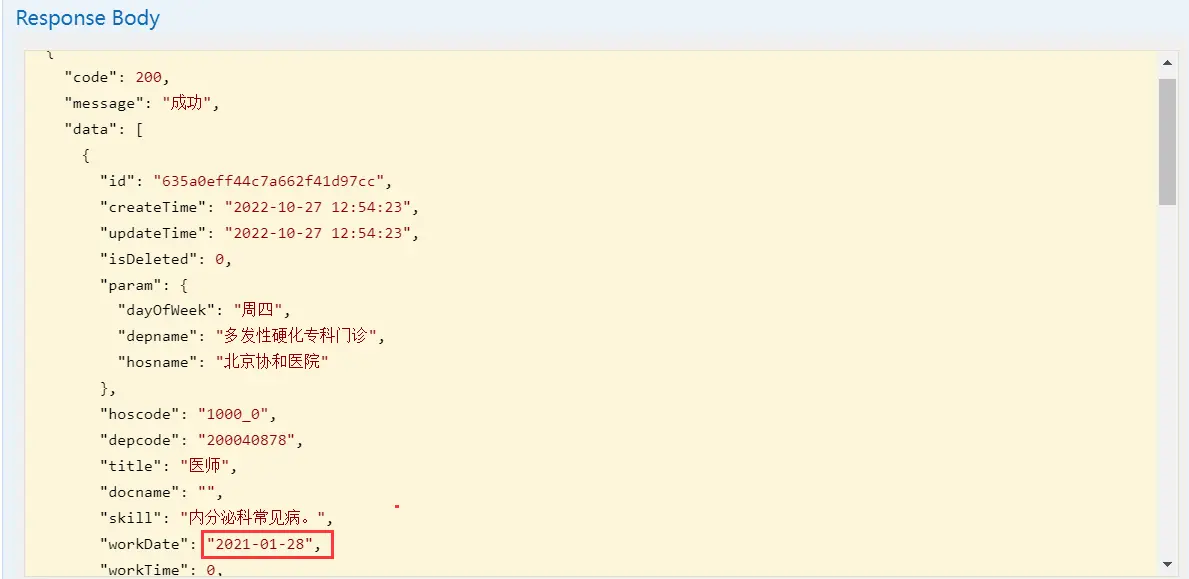 Response Body
{
"code": 200,
"message": "成功",
"data": [
{
"id": "635a0eff44c7a662f41d97cc",
"createTime": "2022-10-27 12:54:23",
"updateTime": "2022-10-27 12:54:23",
"isDeleted": 0,
"param": {
"dayOfWeek": "周四",
"depname": "多发性硬化专科门诊",
"hosname": "北京协和医院"
},
"hoscode": "1000_0",
"depcode": "200040878",
"title": "医师",
"docname": "",
"skill": "内分泌科常见病。",
"workDate": "2021-01-28",
"workTime": 0,